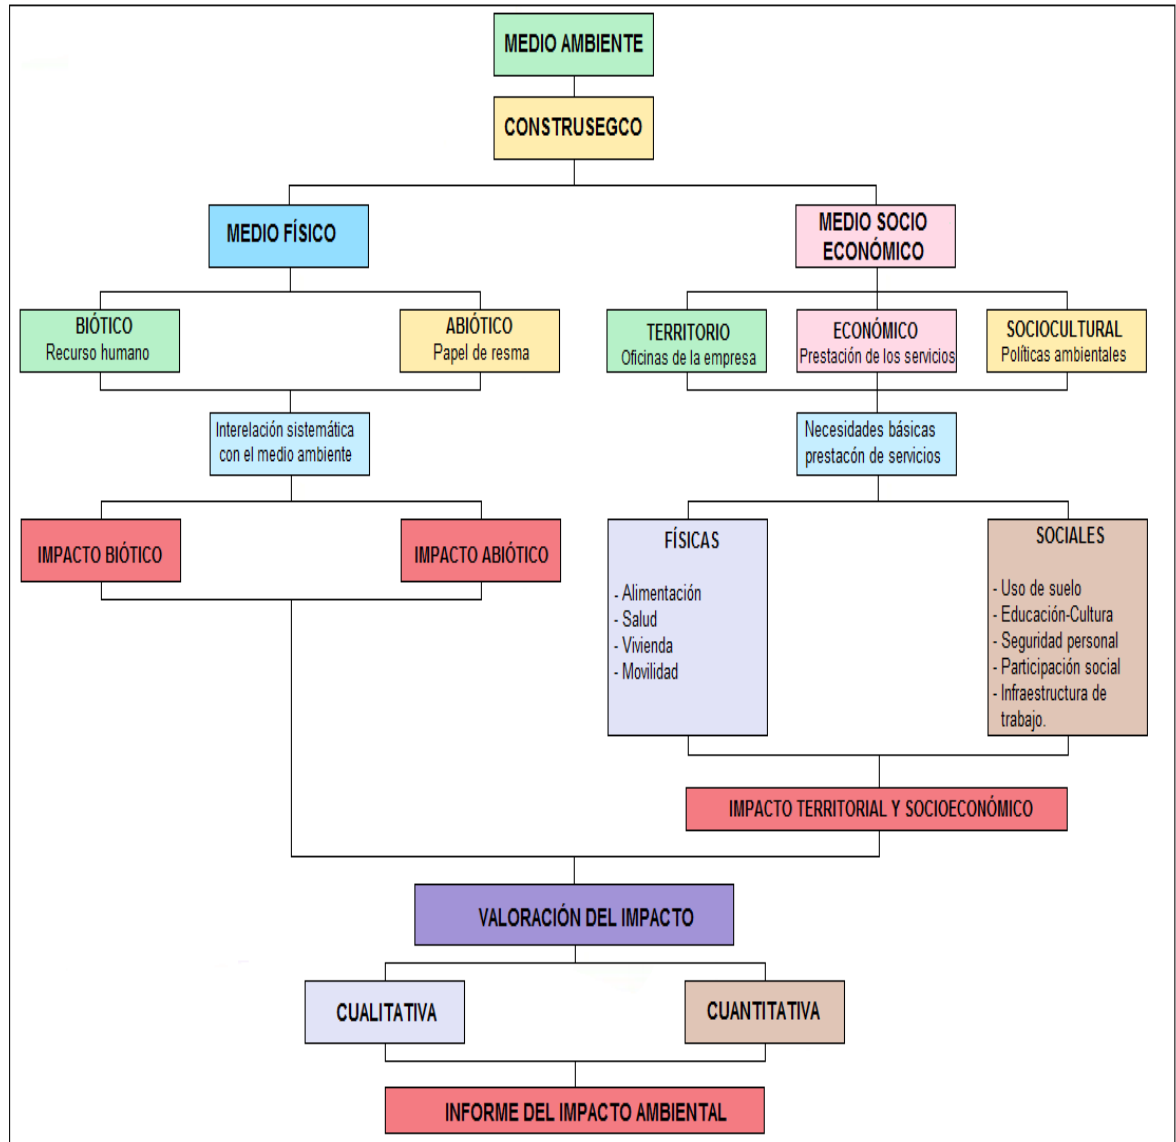 MEDIO AMBIENTE
CONSTRUSEGCO
MEDIO FÍSICO
MEDIO SOCIO
ECONÓMICO
BIÓTICO
Recurso humano
ABIÓTICO
Papel de resma
TERRITORIO
Oficinas de la empresa
ECONÓMICO
Prestación de los servicios
SOCIOCULTURAL
Políticas ambientales
Interelación sistemática
con el medio ambiente
Necesidades básicas
prestacón de servicios
IMPACTO BIÓTICO
IMPACTO ABIÓTICO
FÍSICAS
- Alimentación
- Salud
- Vivienda
- Movilidad
SOCIALES
- Uso de suelo
- Educación-Cultura
- Seguridad personal
- Participación social
- Infraestructura de
trabajo.
IMPACTO TERRITORIAL Y SOCIOECONÓMICO
VALORACIÓN DEL IMPACTO
CUALITATIVA
CUANTITATIVA
INFORME DEL IMPACTO AMBIENTAL